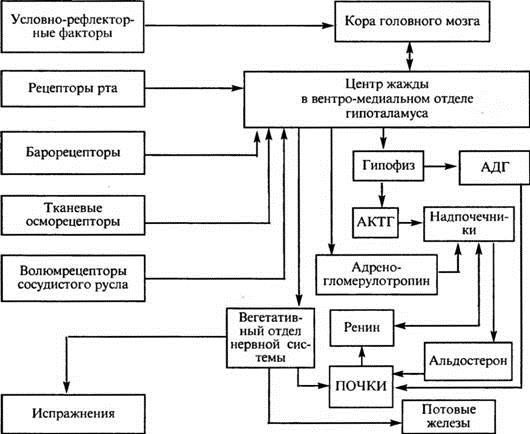 Условно-рефлектор-
ные факторы
Кора головного мозга
Рецепторы рта
Центр жажды
в вентро-медиальном отделе
гипоталамуса
Барорецепторы
Гипофиз
АДГ
Тканевые
осморецепторы
АКТГ
Надпочечни-
ки
Волюмрецепторы
сосудистого русла
Адрено-
гломерулотропин
Вегетатив-
ный отдел
нервной сис-
темы
Ренин
Альдостерон
ПОЧКИ
Испражнения
Потовые
железы